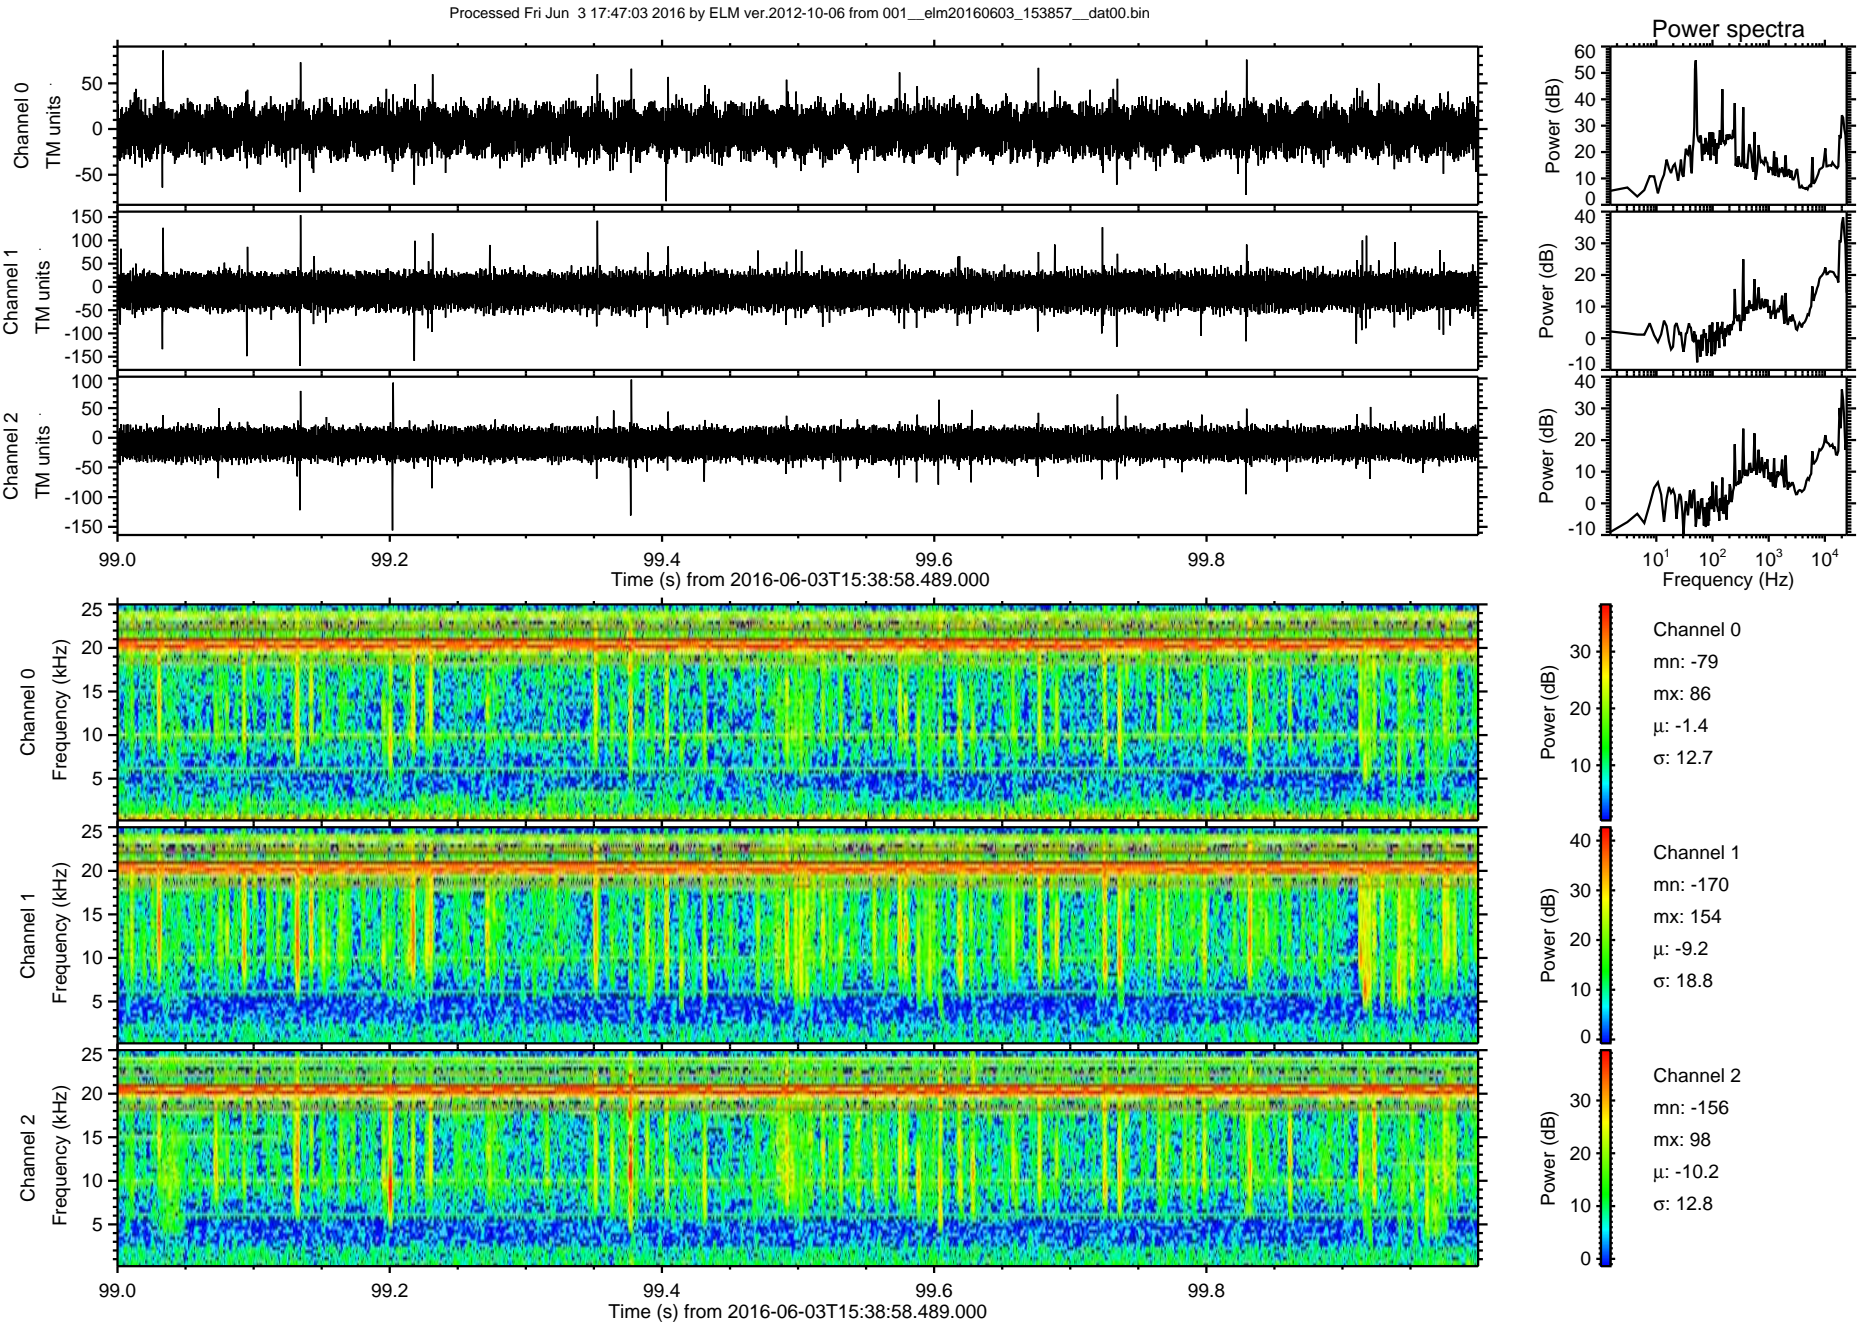 Processed Fri Jun  3 17:47:03 2016 by ELM ver.2012-10-06 from 001__elm20160603_153857__dat00.bin
Power spectra
Channel 0
TM units
50
0
-50
Power (dB)
60
50
40
30
20
10
0
Channel 1
TM units
150
100
50
0
-50
-100
-150
Power (dB)
40
30
20
10
0
-10
Channel 2
TM units
100
50
0
-50
-100
-150
Power (dB)
40
30
20
10
0
-10
99.0 99.2 99.4 99.6 99.8
Time (s) from 2016-06-03T15:38:58.489.000
10^1 10^2 10^3 10^4
Frequency (Hz)
Channel 0
Frequency (kHz)
25
20
15
10
5
Power (dB)
30
20
10
Channel 0
mn: -79
mx: 86
μ: -1.4
σ: 12.7
Channel 1
Frequency (kHz)
25
20
15
10
5
Power (dB)
40
30
20
10
0
Channel 1
mn: -170
mx: 154
μ: -9.2
σ: 18.8
Channel 2
Frequency (kHz)
25
20
15
10
5
Power (dB)
30
20
10
0
Channel 2
mn: -156
mx: 98
μ: -10.2
σ: 12.8
99.0 99.2 99.4 99.6 99.8
Time (s) from 2016-06-03T15:38:58.489.000